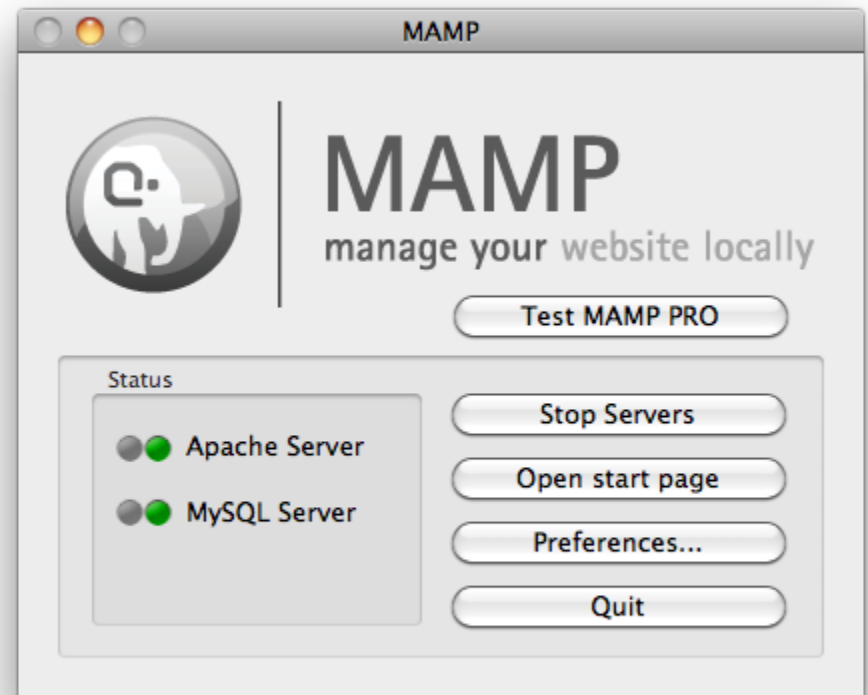 MAMP
MAMP
manage your website locally
Test MAMP PRO
Status
Apache Server
MySQL Server
Stop Servers
Open start page
Preferences...
Quit